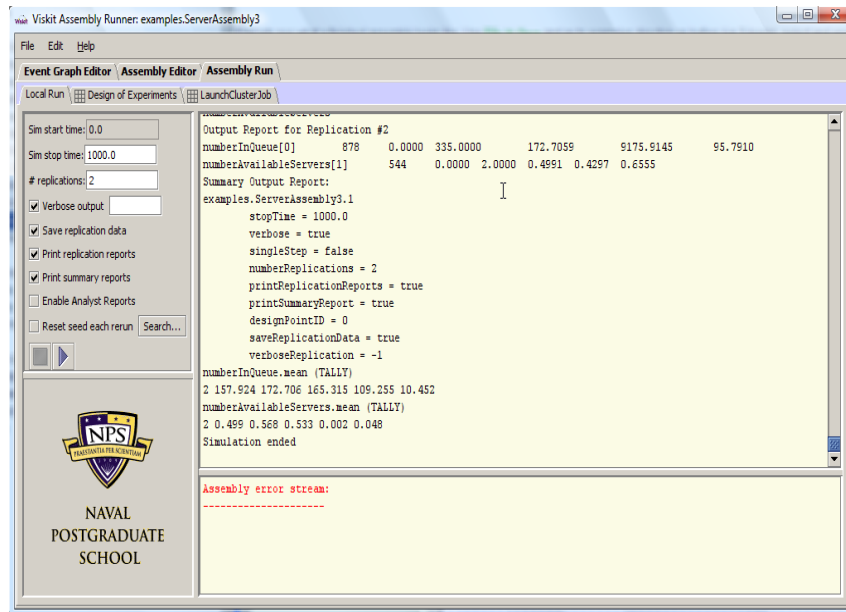 Viskit Assembly Runner: examples.ServerAssembly3
File Edit Help
Event Graph Editor Assembly Editor Assembly Run
Local Run Design of Experiments LaunchClusterJob
Sim start time: 0.0
Sim stop time: 1000.0
# replications: 2
Verbose output
Save replication data
Print replication reports
Print summary reports
Enable Analyst Reports
Reset seed each rerun Search...
NPS
PRAESTANTIA PER SCIENTIAM
NAVAL
POSTGRADUATE
SCHOOL
Output Report for Replication #2
numberInQueue[0] 878 0.0000 335.0000 172.7059 9175.9145 95.7910
numberAvailableServers[1] 544 0.0000 2.0000 0.4991 0.4297 0.6555
Summary Output Report:
examples.ServerAssembly3.1
stopTime = 1000.0
verbose = true
singleStep = false
numberReplications = 2
printReplicationReports = true
printSummaryReport = true
designPointID = 0
saveReplicationData = true
verboseReplication = -1
numberInQueue.mean (TALLY)
2 157.924 172.706 165.315 109.255 10.452
numberAvailableServers.mean (TALLY)
2 0.499 0.568 0.533 0.002 0.048
Simulation ended
Assembly error stream:
---------------------